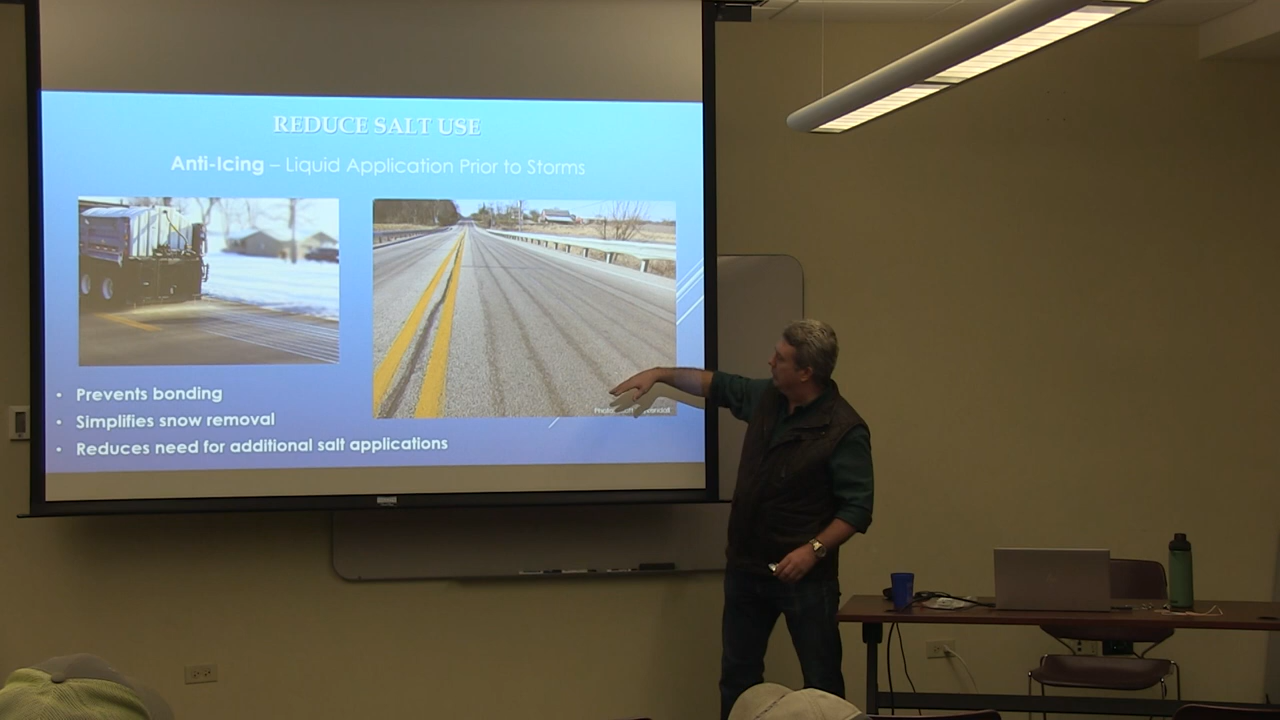 REDUCE SALT USE
Anti-Icing – Liquid Application Prior to Storms
• Prevents bonding
• Simplifies snow removal
• Reduces need for additional salt applications